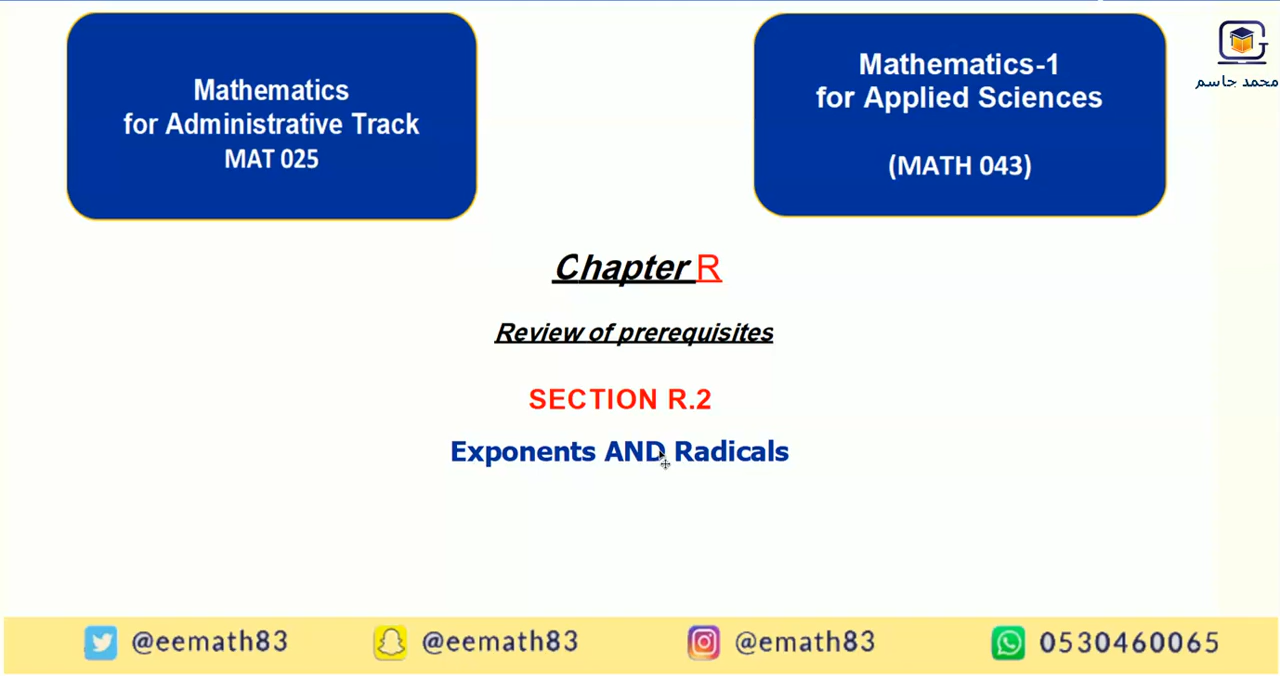 Mathematics
for Administrative Track
MAT 025
Mathematics-1
for Applied Sciences
(MATH 043)
محمد جاسم
Chapter R
Review of prerequisites
SECTION R.2
Exponents AND Radicals
@eemath83
@eemath83
@emath83
0530460065